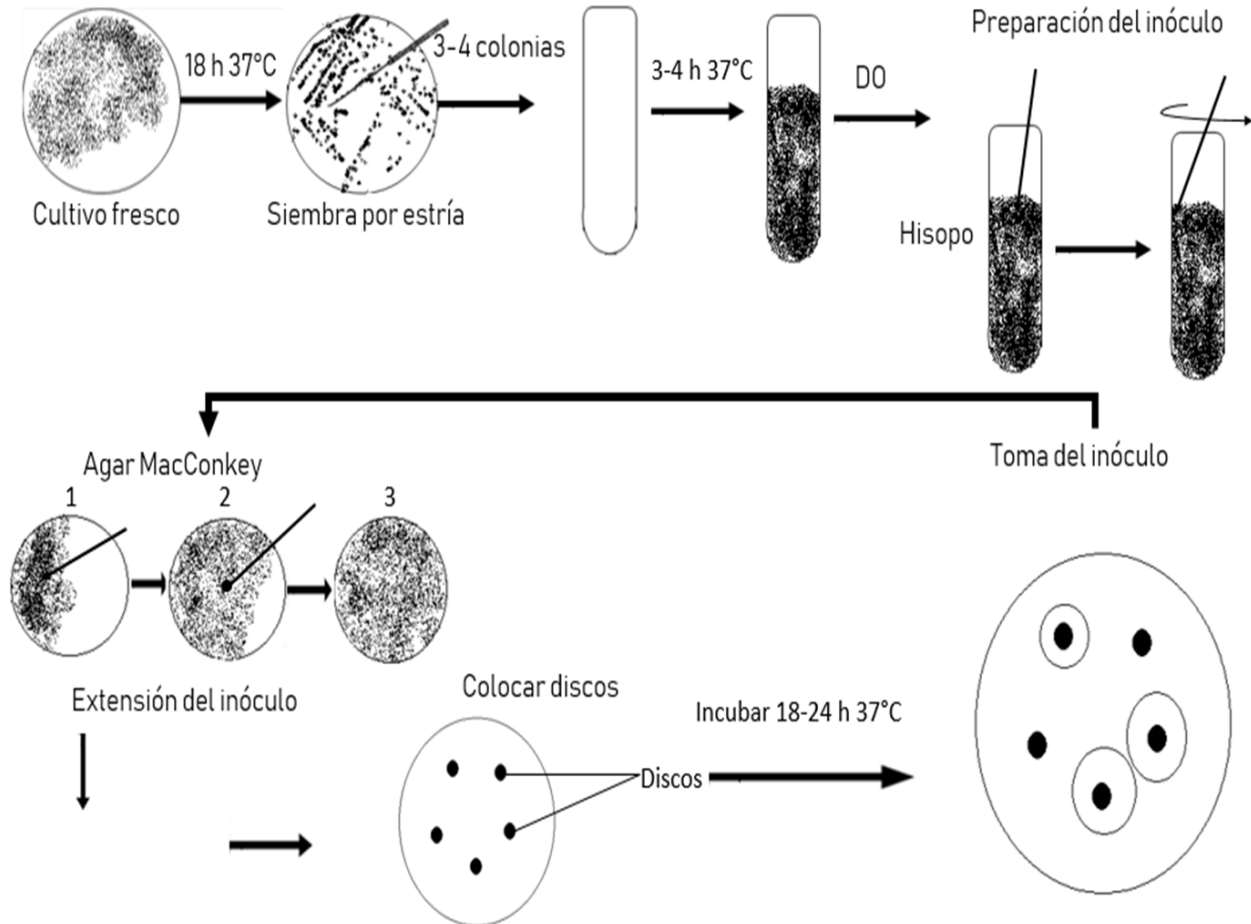 Preparación del inóculo
18 h 37°C
3-4 colonias
3-4 h 37°C
DO
Cultivo fresco
Siembra por estría
Hisopo
Agar MacConkey
Toma del inóculo
1
2
3
Extensión del inóculo
Colocar discos
Incubar 18-24 h 37°C
Discos